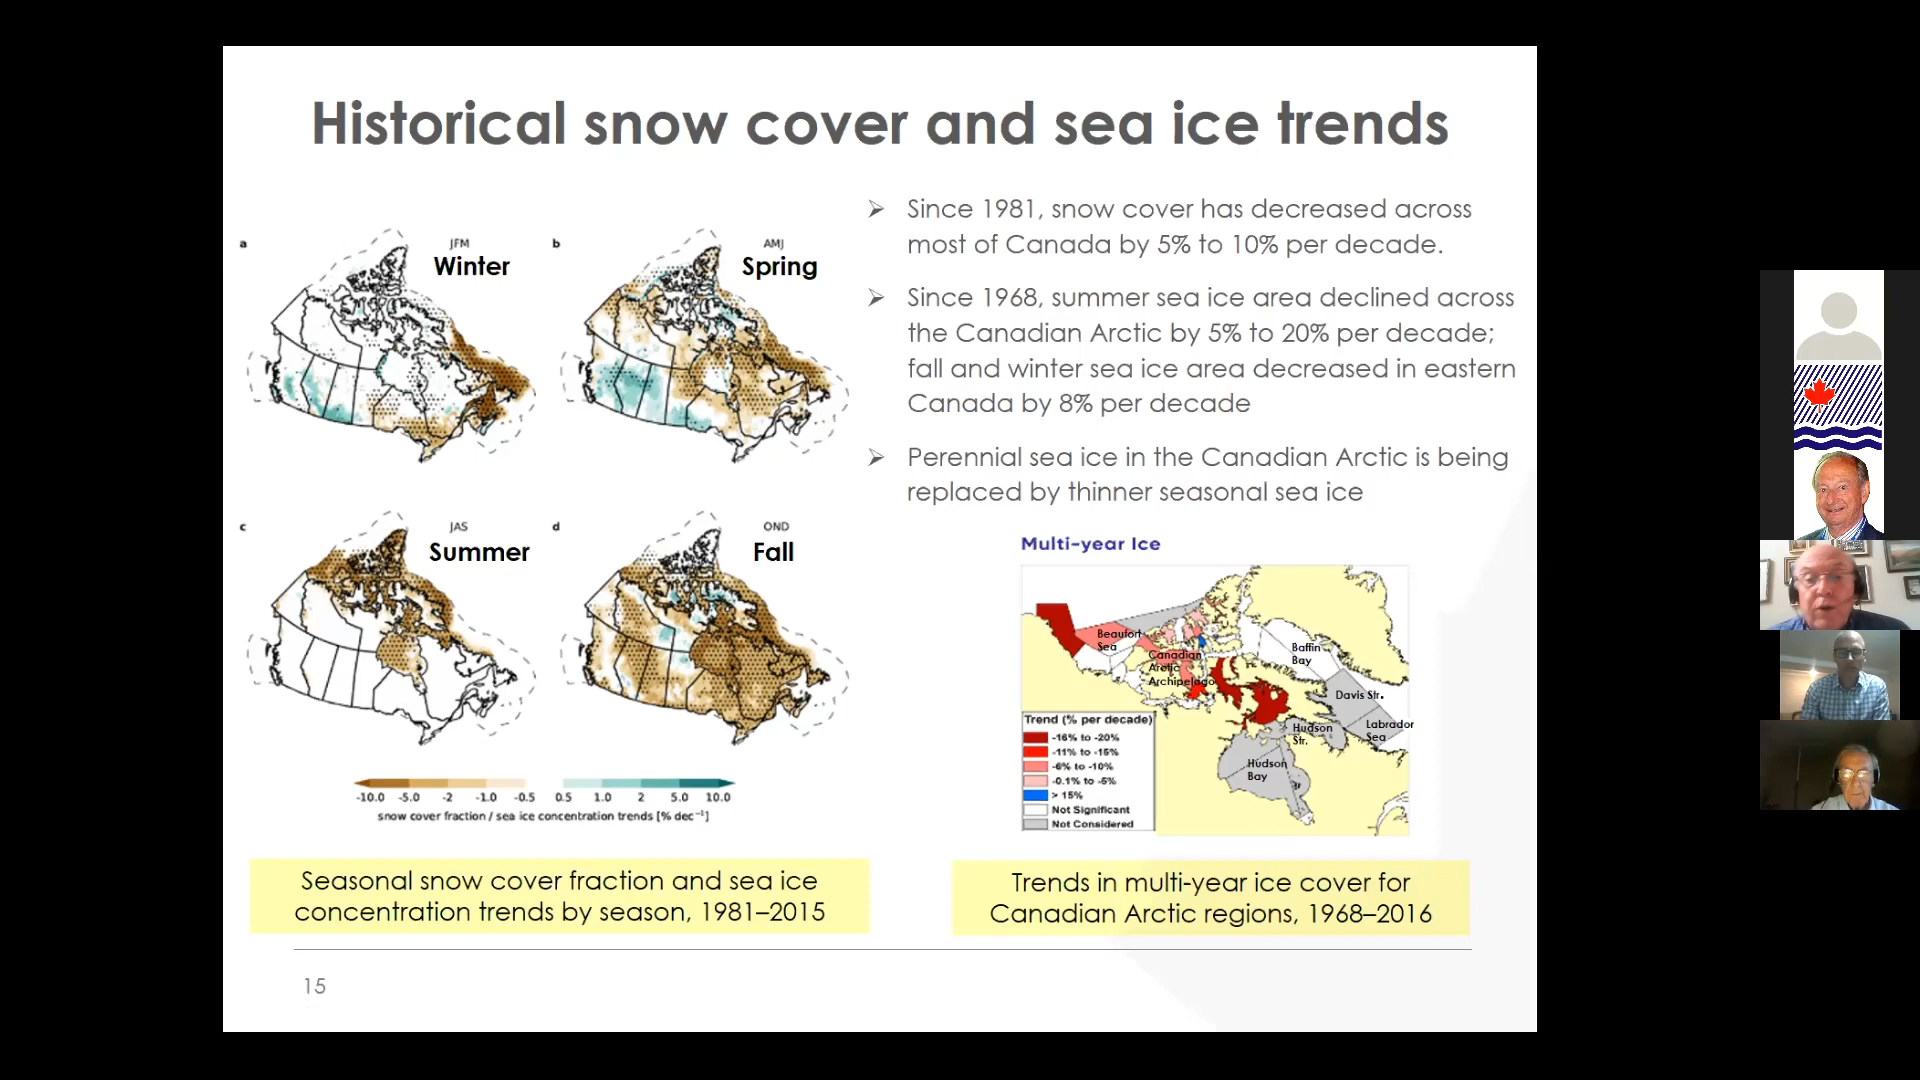 Historical snow cover and sea ice trends
➢ Since 1981, snow cover has decreased across
most of Canada by 5% to 10% per decade.
➢ Since 1968, summer sea ice area declined across
the Canadian Arctic by 5% to 20% per decade;
fall and winter sea ice area decreased in eastern
Canada by 8% per decade
➢ Perennial sea ice in the Canadian Arctic is being
replaced by thinner seasonal sea ice
a
JFM
Winter
b
AMJ
Spring
c
JAS
Summer
d
OND
Fall
-10.0 -5.0 -2 -1.0 -0.5 0.5 1.0 2 5.0 10.0
snow cover fraction / sea ice concentration trends [% dec⁻¹]
Seasonal snow cover fraction and sea ice
concentration trends by season, 1981–2015
Multi-year Ice
Beaufort
Sea
Canadian
Arctic
Archipelago
Baffin
Bay
Davis Str.
Labrador
Sea
Hudson
Str.
Hudson
Bay
Trend (% per decade)
-16% to -20%
-11% to -15%
-6% to -10%
-0.1% to -5%
> 15%
Not Significant
Not Considered
Trends in multi-year ice cover for
Canadian Arctic regions, 1968–2016
15